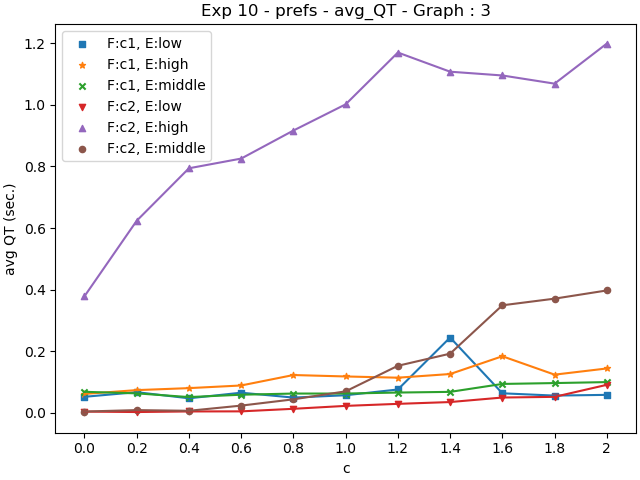 Exp 10 - prefs - avg_QT - Graph : 3
F:c1, E:low
F:c1, E:high
F:c1, E:middle
F:c2, E:low
F:c2, E:high
F:c2, E:middle
avg QT (sec.)
1.2
1.0
0.8
0.6
0.4
0.2
0.0
0.0 0.2 0.4 0.6 0.8 1.0 1.2 1.4 1.6 1.8 2
c